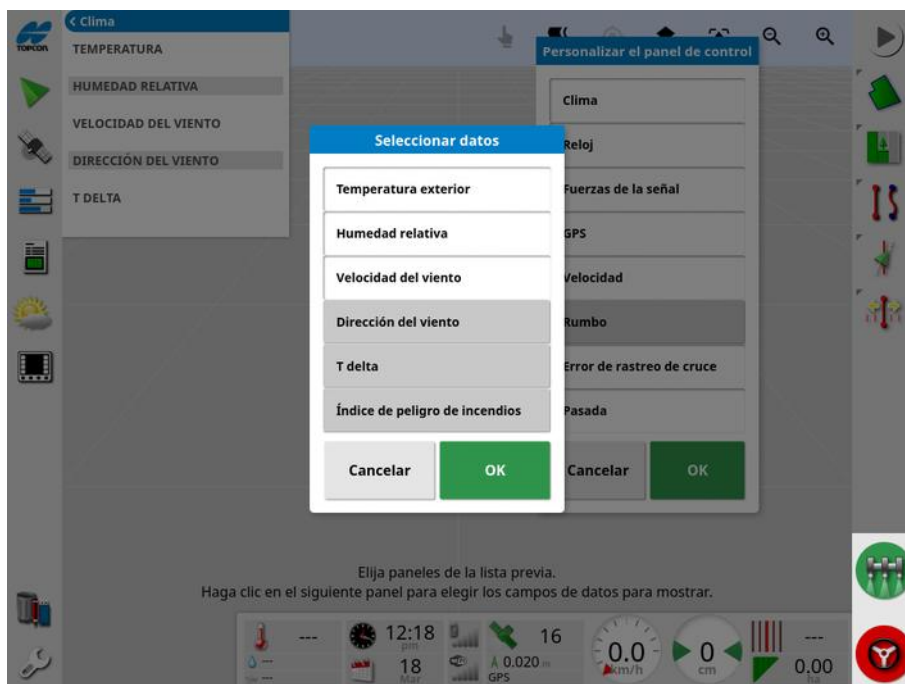 TOPCON
< Clima
TEMPERATURA
HUMEDAD RELATIVA
VELOCIDAD DEL VIENTO
DIRECCIÓN DEL VIENTO
T DELTA
Personalizar el panel de control
Clima
Reloj
Fuerzas de la señal
GPS
Velocidad
Rumbo
Error de rastreo de cruce
Pasada
Cancelar
OK
Seleccionar datos
Temperatura exterior
Humedad relativa
Velocidad del viento
Dirección del viento
T delta
Índice de peligro de incendios
Cancelar
OK
Elija paneles de la lista previa.
Haga clic en el siguiente panel para elegir los campos de datos para mostrar.
---
---
---
12:18
pm
18
Mar
16
0.020 m
GPS
0.0
km/h
0
cm
---
0.00
ha